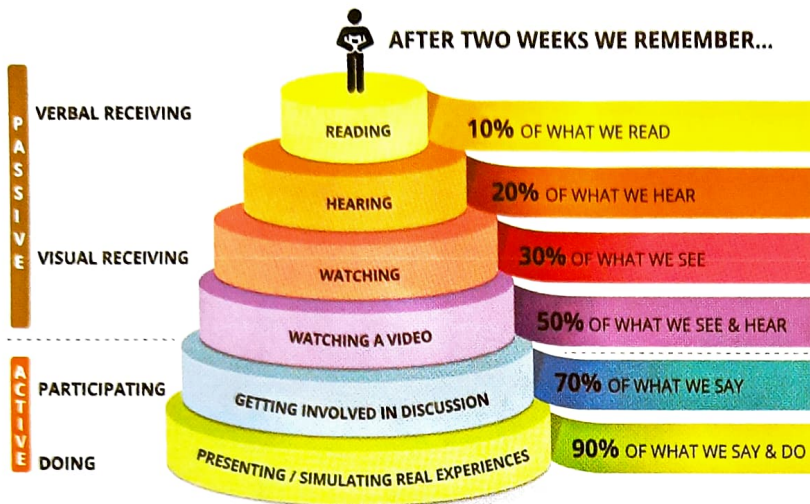 AFTER TWO WEEKS WE REMEMBER...
PASSIVE
VERBAL RECEIVING
READING
10% OF WHAT WE READ
HEARING
20% OF WHAT WE HEAR
VISUAL RECEIVING
WATCHING
30% OF WHAT WE SEE
WATCHING A VIDEO
50% OF WHAT WE SEE & HEAR
ACTIVE
PARTICIPATING
GETTING INVOLVED IN DISCUSSION
70% OF WHAT WE SAY
DOING
PRESENTING / SIMULATING REAL EXPERIENCES
90% OF WHAT WE SAY & DO